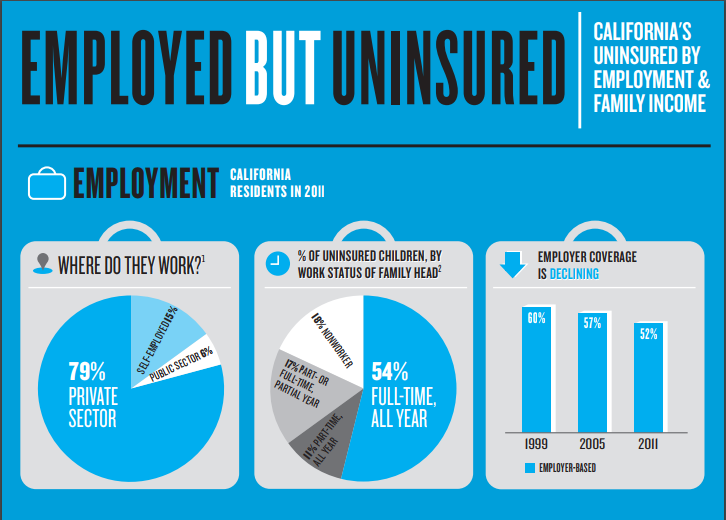 EMPLOYED BUT UNINSURED
CALIFORNIA'S
UNINSURED BY
EMPLOYMENT &
FAMILY INCOME
EMPLOYMENT
CALIFORNIA
RESIDENTS IN 2011
WHERE DO THEY WORK?¹
SELF-EMPLOYED 15%
PUBLIC SECTOR 6%
79%
PRIVATE
SECTOR
% OF UNINSURED CHILDREN, BY
WORK STATUS OF FAMILY HEAD²
18% NONWORKER
17% PART- OR
FULL-TIME,
PARTIAL YEAR
11% PART-TIME,
ALL YEAR
54%
FULL-TIME,
ALL YEAR
EMPLOYER COVERAGE
IS DECLINING
60%
57%
52%
1999
2005
2011
EMPLOYER-BASED